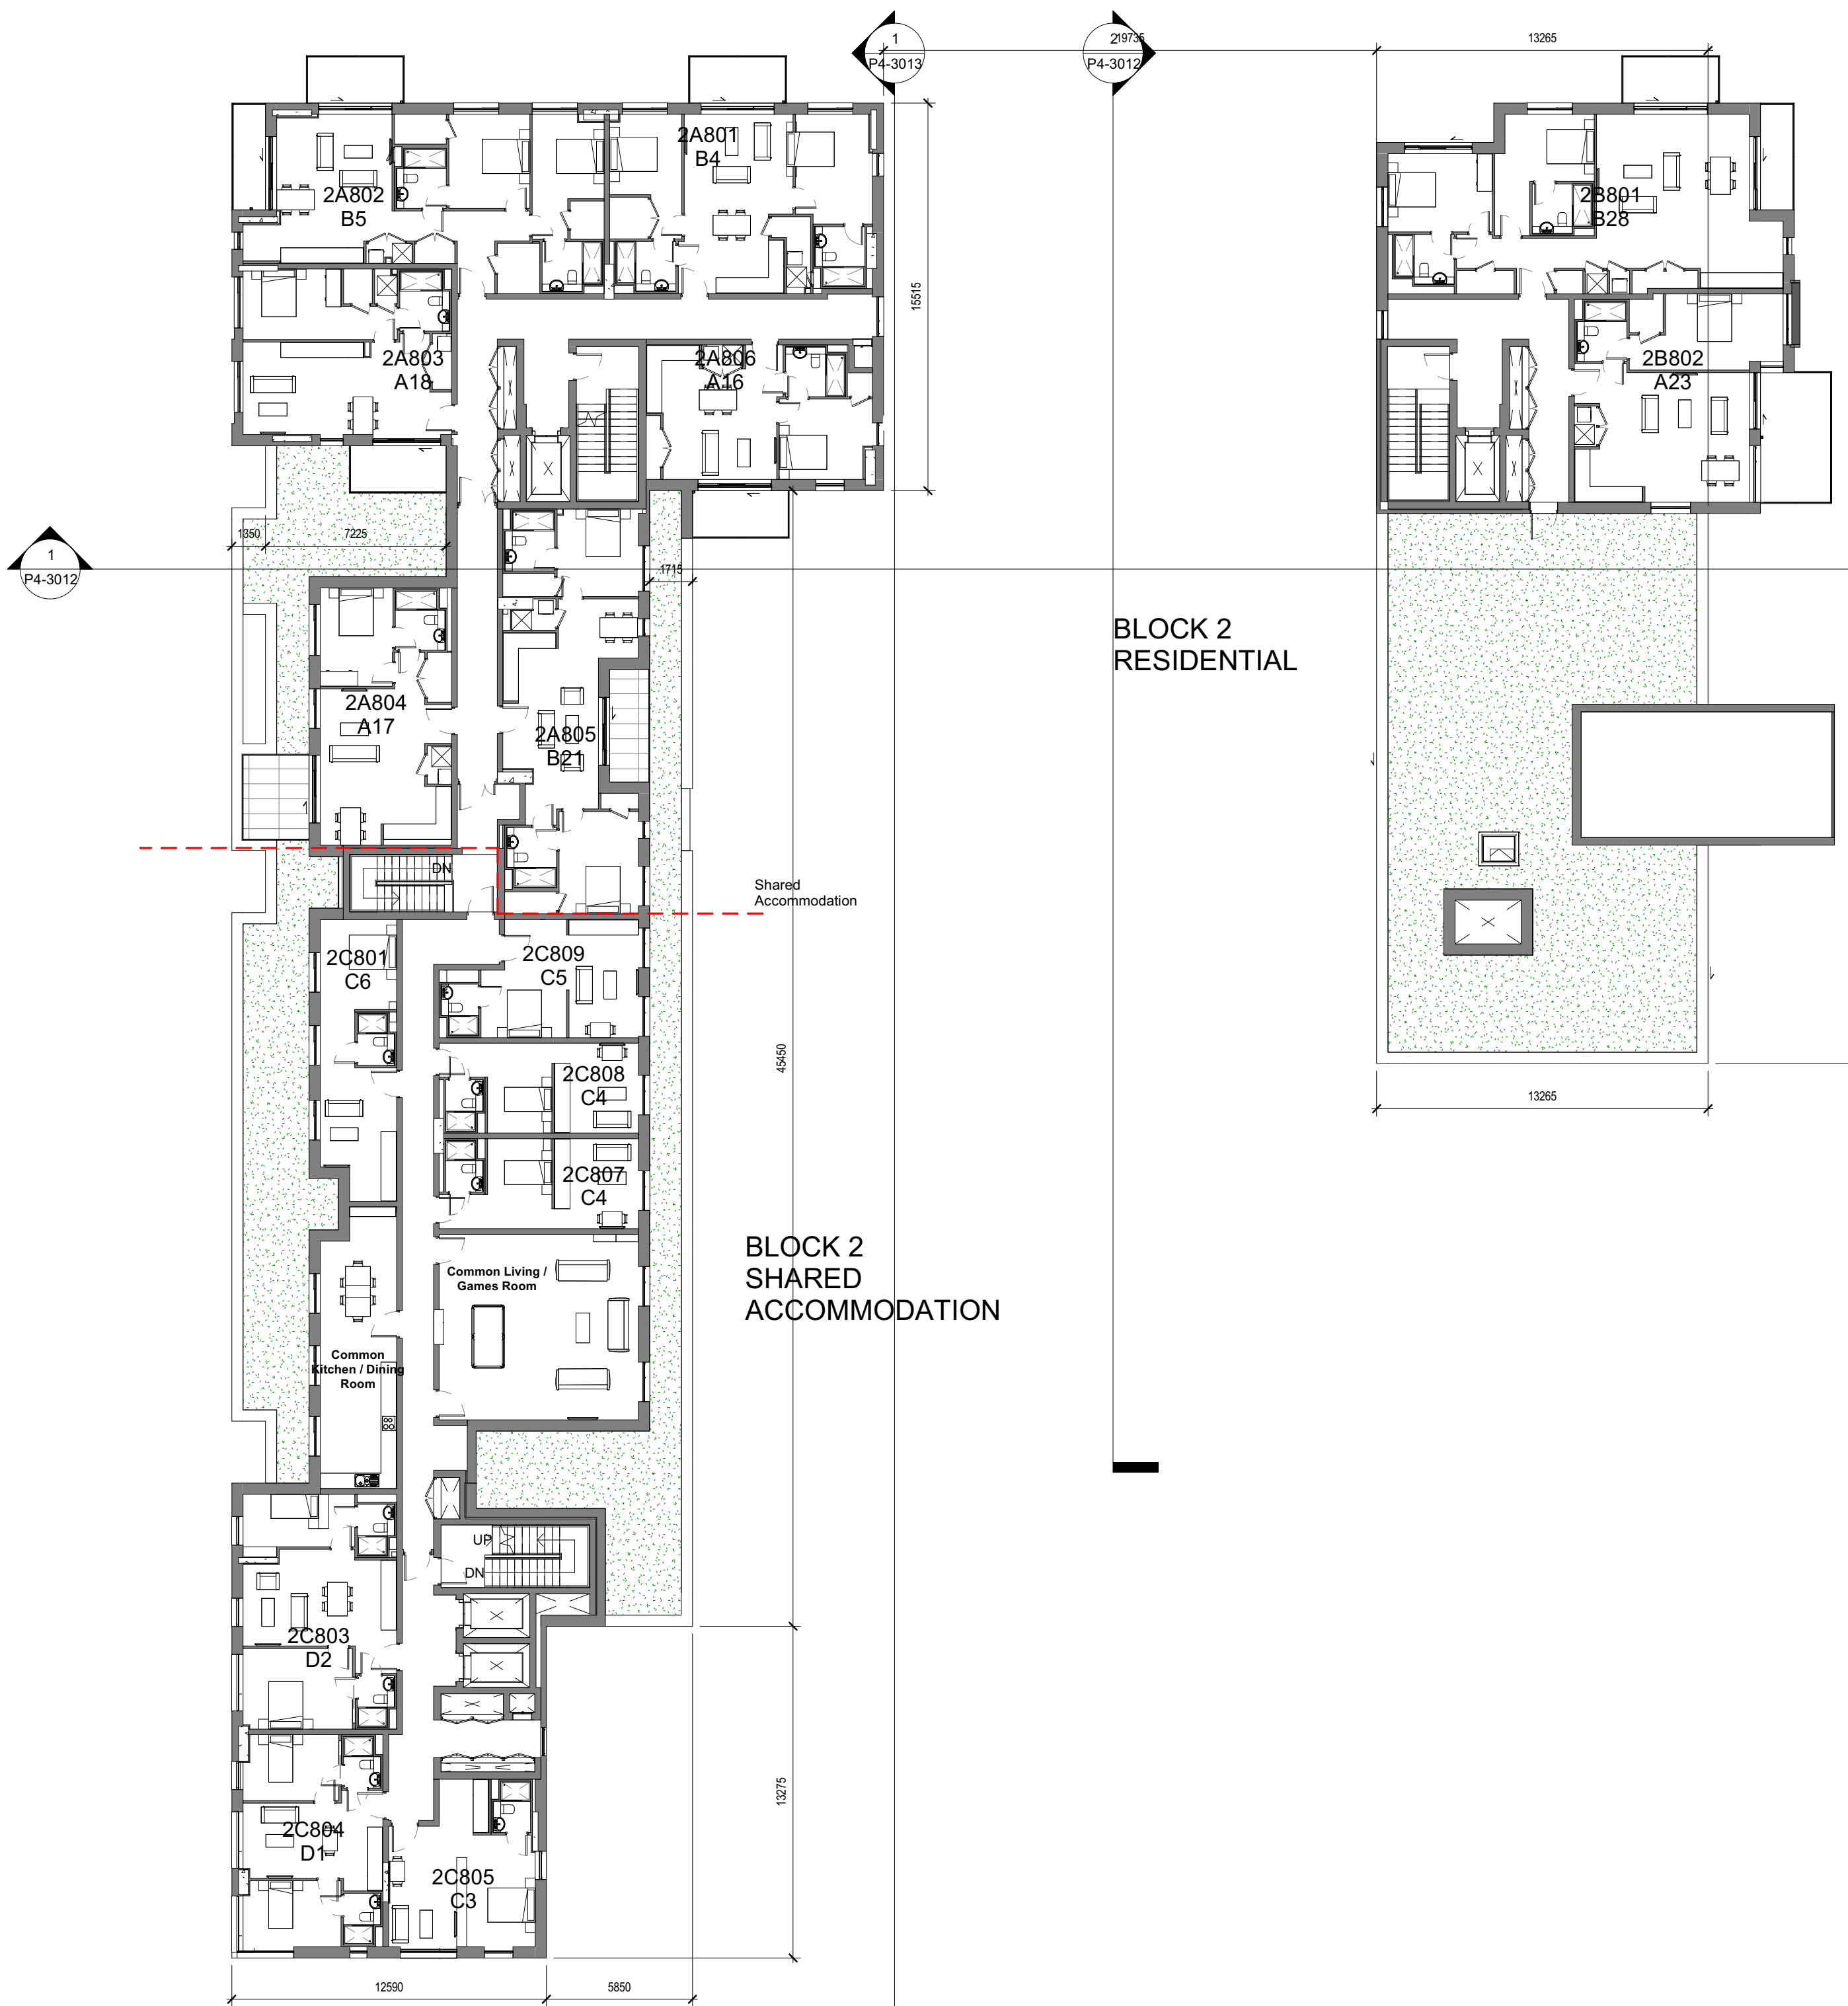 1
P4-3013
2
P4-3012
19735
13265
2A801
B4
2A802
B5
2B801
B28
15515
2A803
A18
2A806
A16
2B802
A23
1350
7225
1
P4-3012
1715
BLOCK 2
RESIDENTIAL
2A804
A17
2A805
B21
DN
Shared
Accommodation
2C801
C6
2C809
C5
45450
2C808
C4
13265
2C807
C4
BLOCK 2
SHARED
ACCOMMODATION
Common Living /
Games Room
Common
Kitchen / Dining
Room
UP
DN
2C803
D2
13275
2C804
D1
2C805
C3
12590
5850